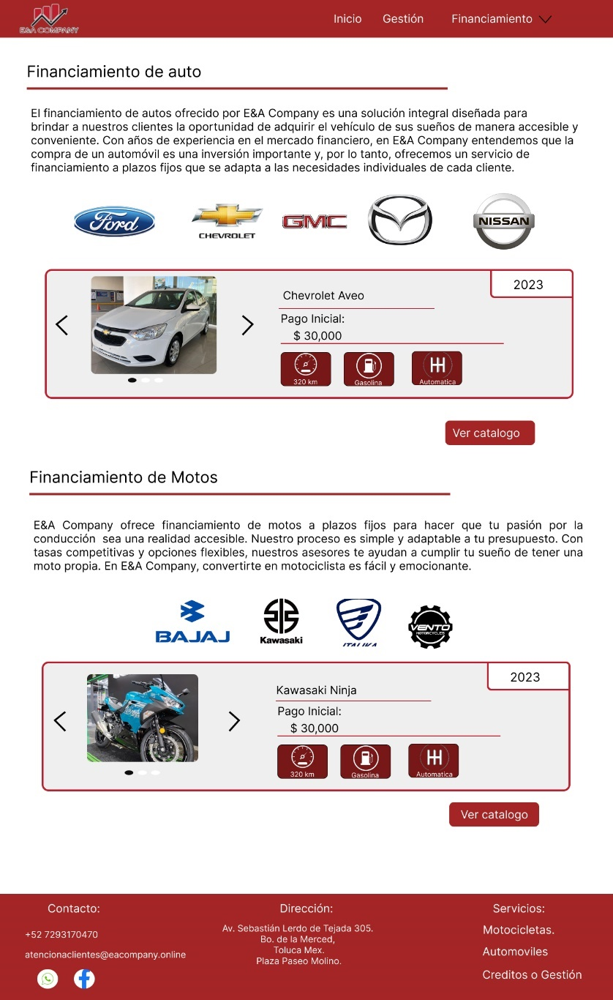 E&A COMPANY
Inicio Gestión Financiamiento
Financiamiento de auto
El financiamiento de autos ofrecido por E&A Company es una solución integral diseñada para
brindar a nuestros clientes la oportunidad de adquirir el vehículo de sus sueños de manera accesible y
conveniente. Con años de experiencia en el mercado financiero, en E&A Company entendemos que la
compra de un automóvil es una inversión importante y, por lo tanto, ofrecemos un servicio de
financiamiento a plazos fijos que se adapta a las necesidades individuales de cada cliente.
Ford CHEVROLET GMC NISSAN
2023
Chevrolet Aveo
Pago Inicial:
$ 30,000
320 km Gasolina Automatica
Ver catalogo
Financiamiento de Motos
E&A Company ofrece financiamiento de motos a plazos fijos para hacer que tu pasión por la
conducción sea una realidad accesible. Nuestro proceso es simple y adaptable a tu presupuesto. Con
tasas competitivas y opciones flexibles, nuestros asesores te ayudan a cumplir tu sueño de tener una
moto propia. En E&A Company, convertirte en motociclista es fácil y emocionante.
BAJAJ Kawasaki ITALIKA VENTO
MOTORCYCLES
2023
Kawasaki Ninja
Pago Inicial:
$ 30,000
320 km Gasolina Automatica
Ver catalogo
Contacto:
+52 7293170470
atencionaclientes@eacompany.online
Dirección:
Av. Sebastián Lerdo de Tejada 305.
Bo. de la Merced,
Toluca Mex.
Plaza Paseo Molino.
Servicios:
Motocicletas.
Automoviles
Creditos o Gestión